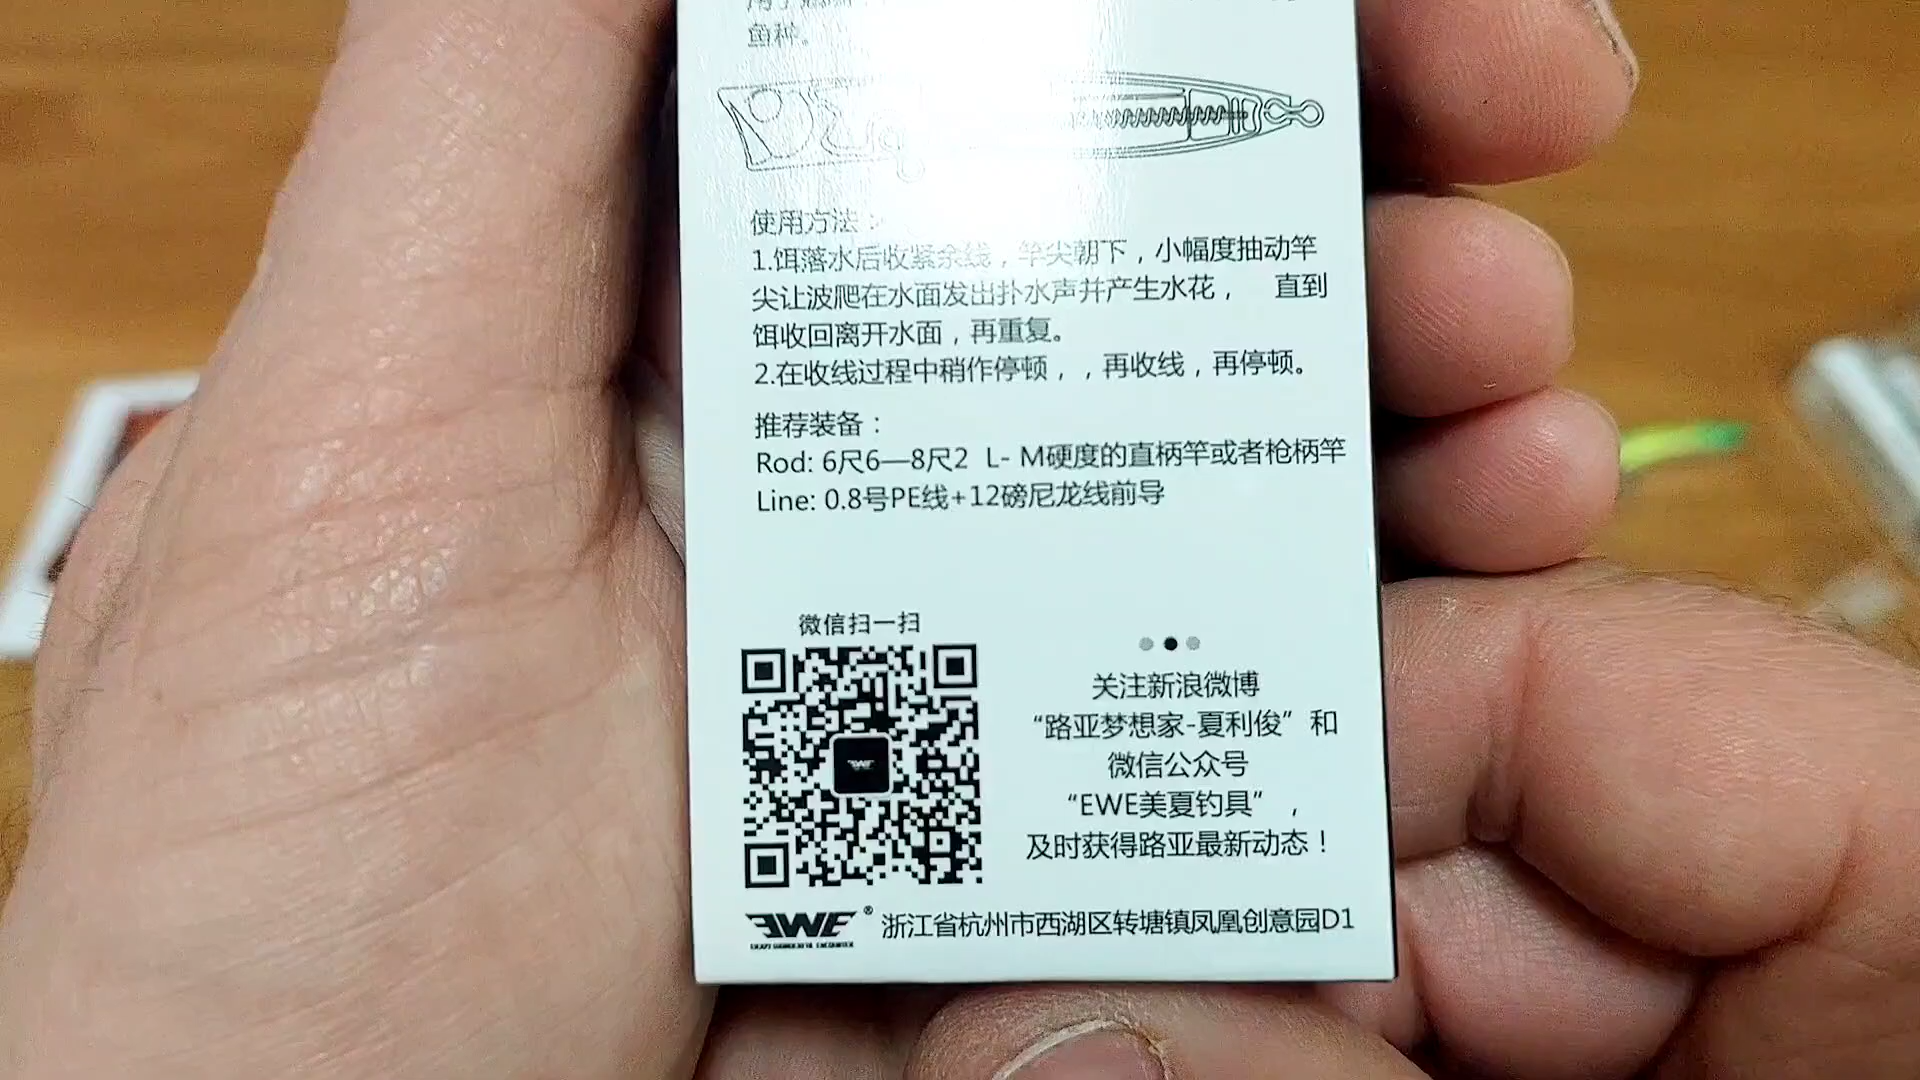 鱼种。
使用方法：
1.饵落水后收紧余线，竿尖朝下，小幅度抽动竿
尖让波爬在水面发出扑水声并产生水花， 直到
饵收回离开水面，再重复。
2.在收线过程中稍作停顿，，再收线，再停顿。
推荐装备：
Rod: 6尺6—8尺2 L- M硬度的直柄竿或者枪柄竿
Line: 0.8号PE线+12磅尼龙线前导
微信扫一扫
关注新浪微博
“路亚梦想家-夏利俊”和
微信公众号
“EWE美夏钓具”，
及时获得路亚最新动态！
EWE® 浙江省杭州市西湖区转塘镇凤凰创意园D1